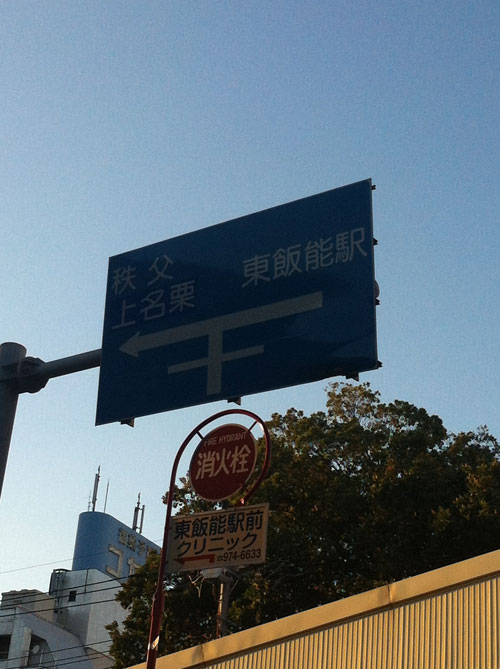 秩父
上名栗
東飯能駅
FIRE HYDRANT
消火栓
東飯能駅前
クリニック
974-6633